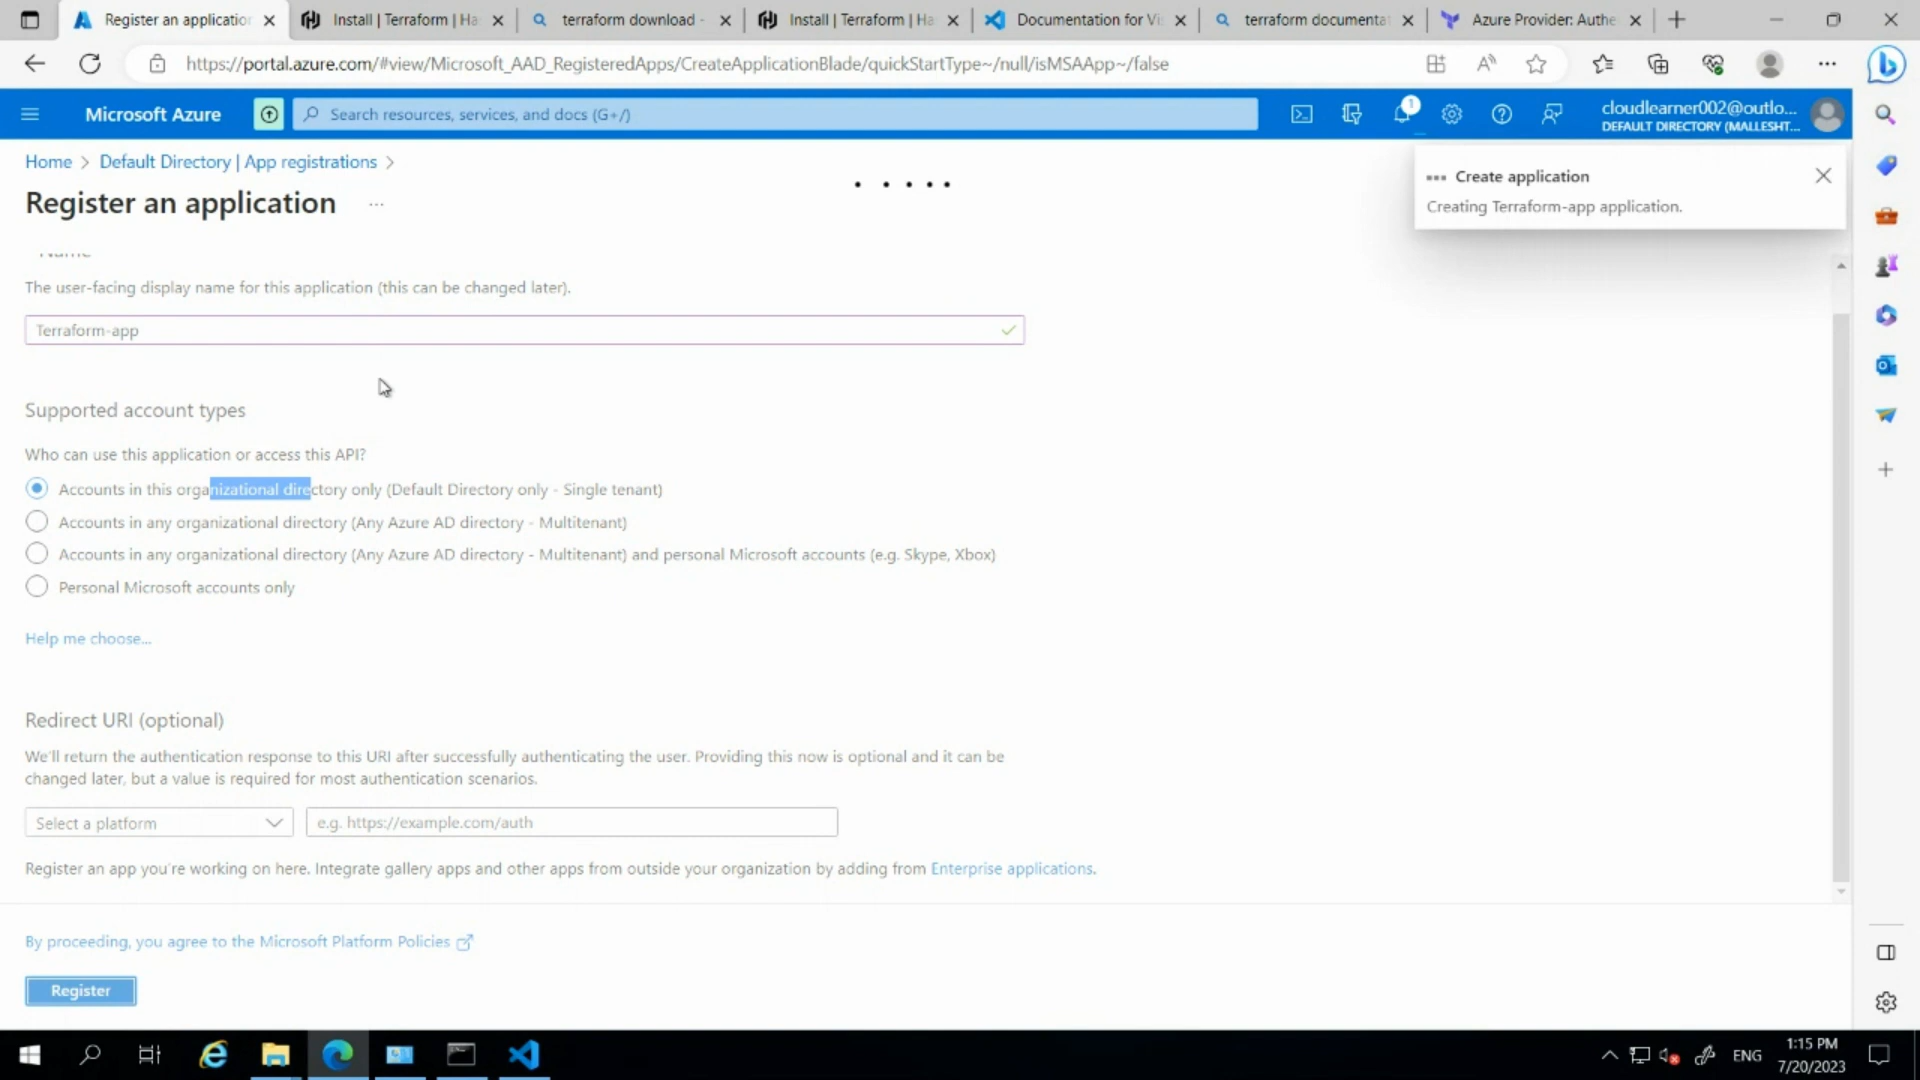 Register an application
Install | Terraform | Ha
terraform download -
Install | Terraform | Ha
Documentation for Vis
terraform documenta
Azure Provider: Authe
https://portal.azure.com/#view/Microsoft_AAD_RegisteredApps/CreateApplicationBlade/quickStartType~/null/isMSAApp~/false
Microsoft Azure
Search resources, services, and docs (G+/)
1
cloudlearner002@outlo...
DEFAULT DIRECTORY (MALLESHT...
Home > Default Directory | App registrations >
Register an application ...
Create application
Creating Terraform-app application.
The user-facing display name for this application (this can be changed later).
Terraform-app
Supported account types
Who can use this application or access this API?
Accounts in this organizational directory only (Default Directory only - Single tenant)
Accounts in any organizational directory (Any Azure AD directory - Multitenant)
Accounts in any organizational directory (Any Azure AD directory - Multitenant) and personal Microsoft accounts (e.g. Skype, Xbox)
Personal Microsoft accounts only
Help me choose...
Redirect URI (optional)
We'll return the authentication response to this URI after successfully authenticating the user. Providing this now is optional and it can be
changed later, but a value is required for most authentication scenarios.
Select a platform
e.g. https://example.com/auth
Register an app you're working on here. Integrate gallery apps and other apps from outside your organization by adding from Enterprise applications.
By proceeding, you agree to the Microsoft Platform Policies
Register
ENG
1:15 PM
7/20/2023